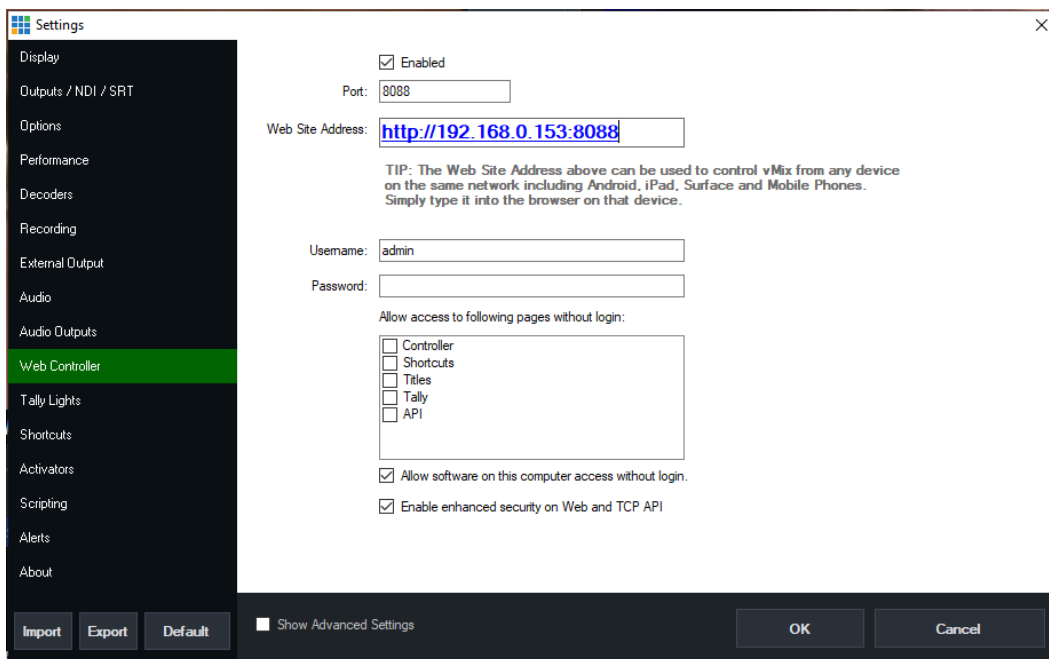 Settings
Display
Outputs / NDI / SRT
Options
Performance
Decoders
Recording
External Output
Audio
Audio Outputs
Web Controller
Tally Lights
Shortcuts
Activators
Scripting
Alerts
About
Import Export Default
Enabled
Port: 8088
Web Site Address: http://192.168.0.153:8088
TIP: The Web Site Address above can be used to control vMix from any device
on the same network including Android, iPad, Surface and Mobile Phones.
Simply type it into the browser on that device.
Username: admin
Password:
Allow access to following pages without login:
Controller
Shortcuts
Titles
Tally
API
Allow software on this computer access without login.
Enable enhanced security on Web and TCP API
Show Advanced Settings
OK Cancel